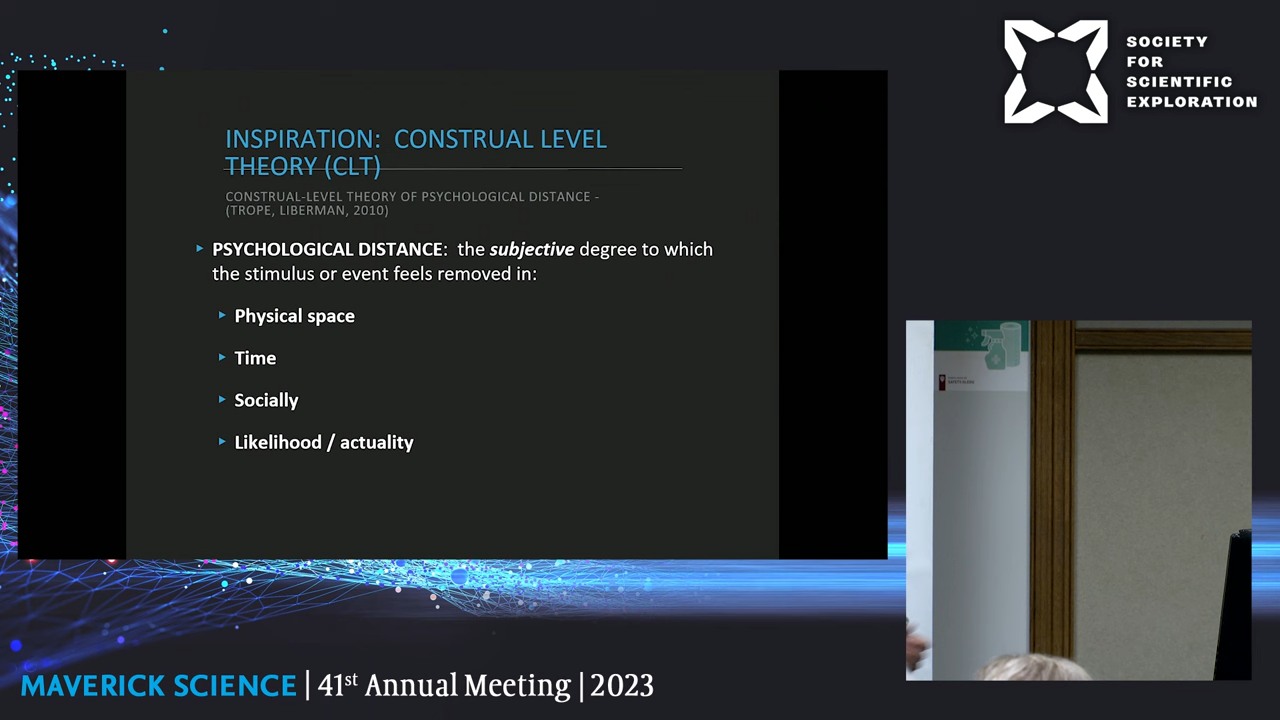 SOCIETY
FOR
SCIENTIFIC
EXPLORATION
INSPIRATION: CONSTRUAL LEVEL
THEORY (CLT)
CONSTRUAL-LEVEL THEORY OF PSYCHOLOGICAL DISTANCE -
(TROPE, LIBERMAN, 2010)
PSYCHOLOGICAL DISTANCE: the subjective degree to which
the stimulus or event feels removed in:
Physical space
Time
Socially
Likelihood / actuality
MAVERICK SCIENCE | 41st Annual Meeting | 2023